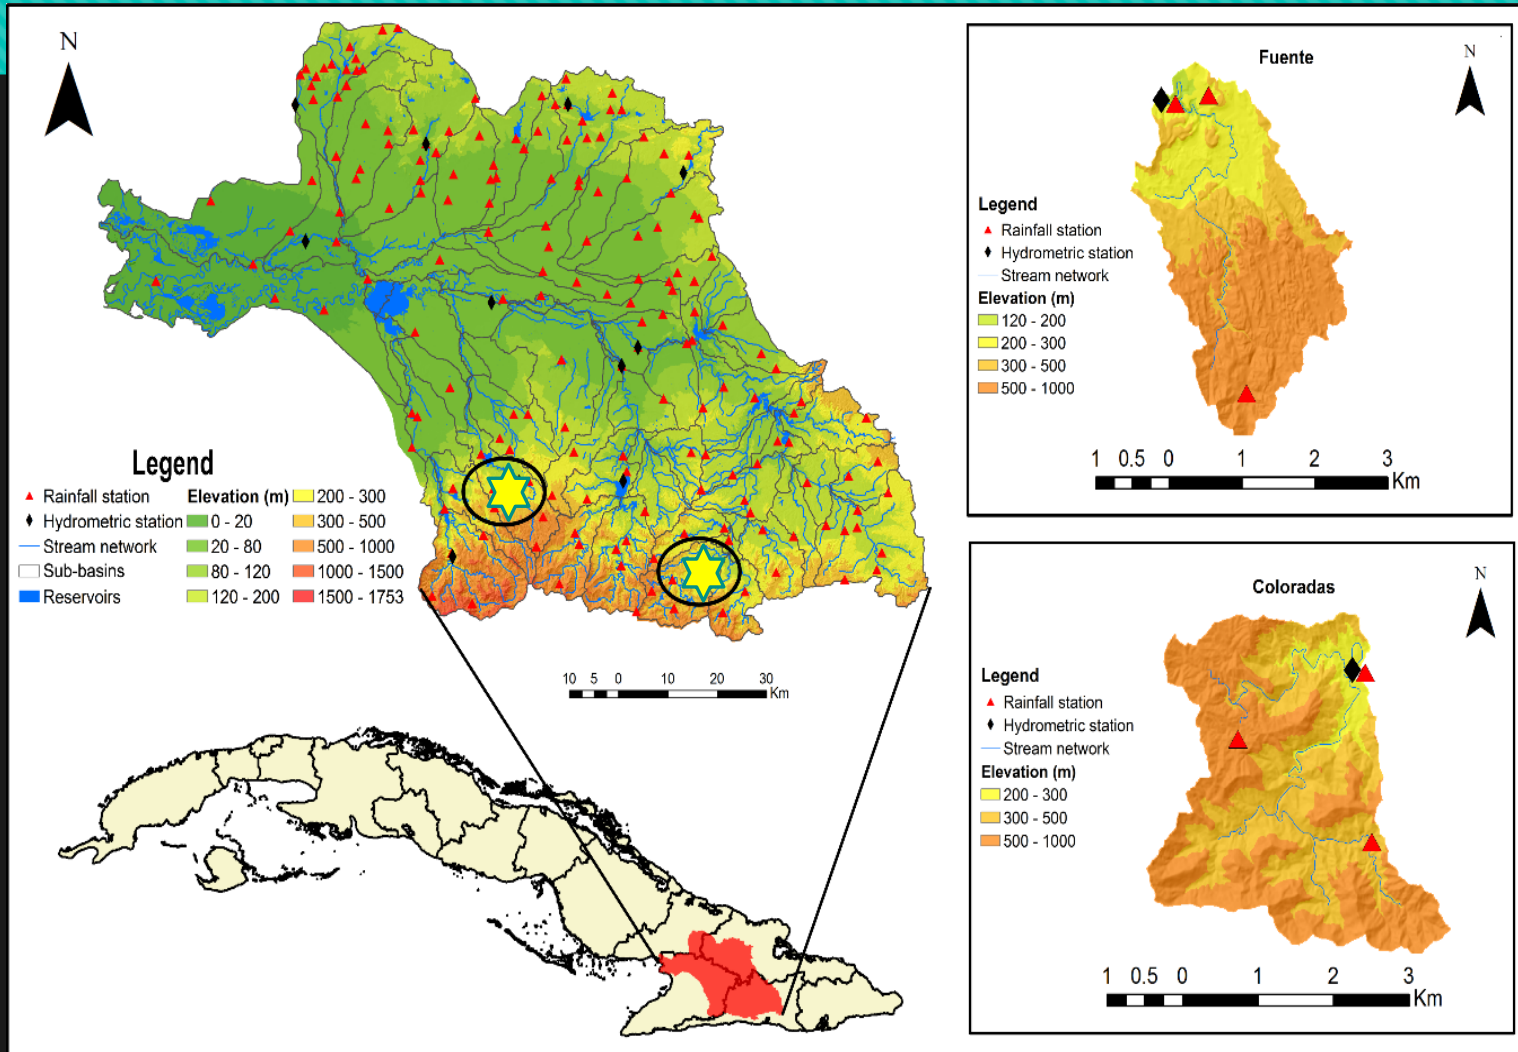 N
Legend
Rainfall station
Hydrometric station
Stream network
Sub-basins
Reservoirs
Elevation (m)
0 - 20
20 - 80
80 - 120
120 - 200
200 - 300
300 - 500
500 - 1000
1000 - 1500
1500 - 1753
10 5 0 10 20 30 Km
Fuente
N
Legend
Rainfall station
Hydrometric station
Stream network
Elevation (m)
120 - 200
200 - 300
300 - 500
500 - 1000
1 0.5 0 1 2 3 Km
Coloradas
N
Legend
Rainfall station
Hydrometric station
Stream network
Elevation (m)
200 - 300
300 - 500
500 - 1000
1 0.5 0 1 2 3 Km